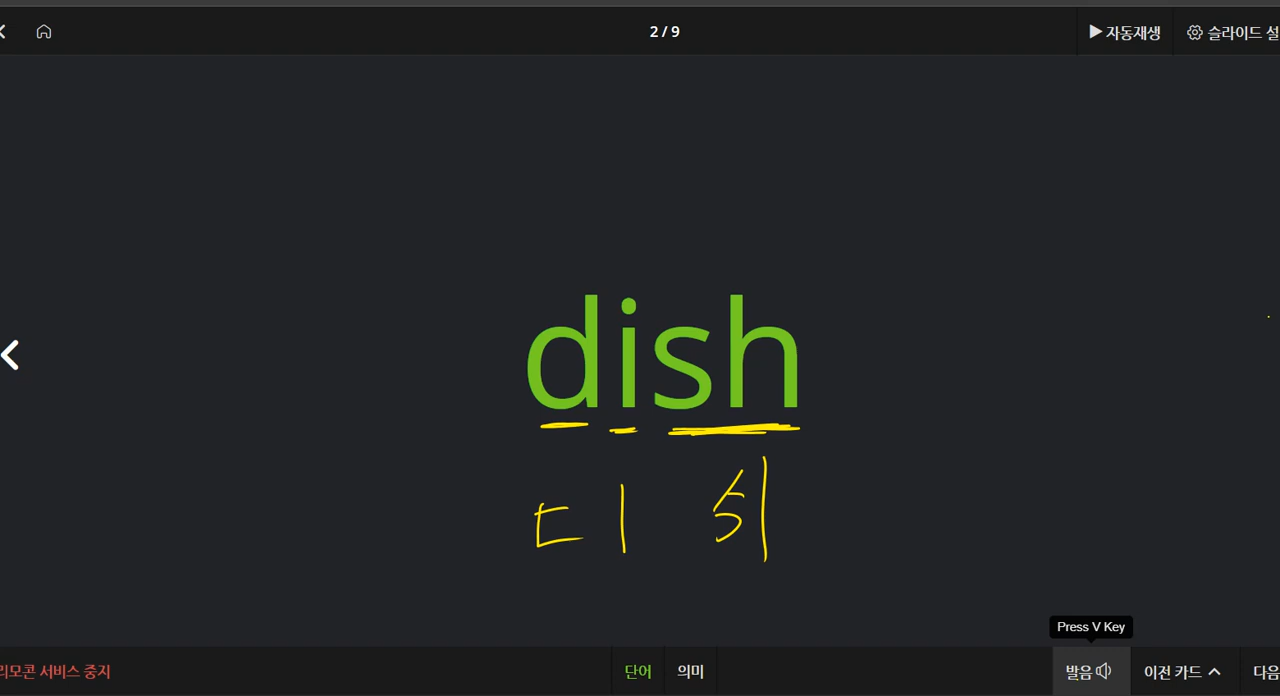 2 / 9
자동재생
슬라이드 설
dish
디 쉬
Press V Key
리모콘 서비스 중지
단어
의미
발음
이전 카드
다음